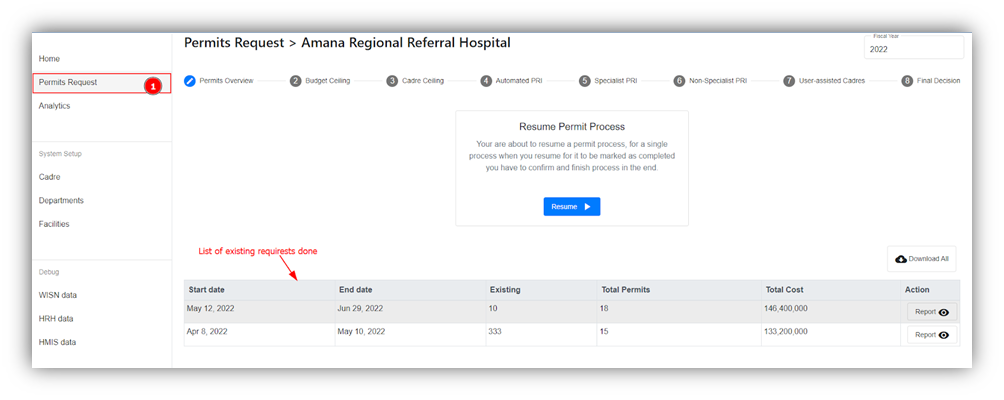 Permits Request > Amana Regional Referral Hospital
Fiscal Year
2022
Home
Permits Request
1
Analytics
System Setup
Cadre
Departments
Facilities
Debug
WISN data
HRH data
HMIS data
Permits Overview
2 Budget Ceiling
3 Cadre Ceiling
4 Automated PRI
5 Specialist PRI
6 Non-Specialist PRI
7 User-assisted Cadres
8 Final Decision
Resume Permit Process
Your are about to resume a permit process, for a single
process when you resume for it to be marked as completed
you have to confirm and finish process in the end.
Resume
List of existing requirests done
Download All
Start date End date Existing Total Permits Total Cost Action
May 12, 2022 Jun 29, 2022 10 18 146,400,000 Report
Apr 8, 2022 May 10, 2022 333 15 133,200,000 Report